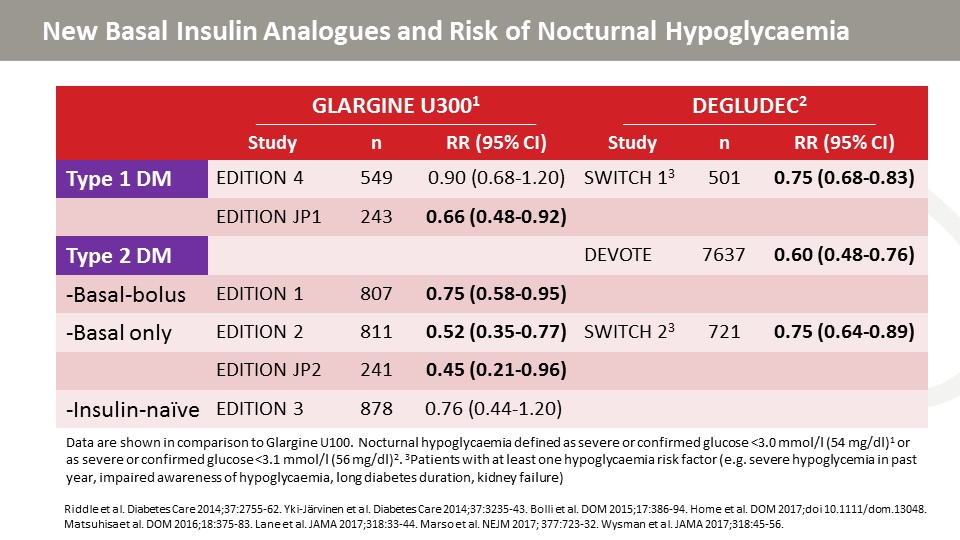 New Basal Insulin Analogues and Risk of Nocturnal Hypoglycaemia
GLARGINE U300¹ DEGLUDEC²
Study n RR (95% CI) Study n RR (95% CI)
Type 1 DM EDITION 4 549 0.90 (0.68-1.20) SWITCH 1³ 501 0.75 (0.68-0.83)
EDITION JP1 243 0.66 (0.48-0.92)
Type 2 DM DEVOTE 7637 0.60 (0.48-0.76)
-Basal-bolus EDITION 1 807 0.75 (0.58-0.95)
-Basal only EDITION 2 811 0.52 (0.35-0.77) SWITCH 2³ 721 0.75 (0.64-0.89)
EDITION JP2 241 0.45 (0.21-0.96)
-Insulin-naïve EDITION 3 878 0.76 (0.44-1.20)
Data are shown in comparison to Glargine U100. Nocturnal hypoglycaemia defined as severe or confirmed glucose <3.0 mmol/l (54 mg/dl)¹ or
as severe or confirmed glucose <3.1 mmol/l (56 mg/dl)². ³Patients with at least one hypoglycaemia risk factor (e.g. severe hypoglycemia in past
year, impaired awareness of hypoglycaemia, long diabetes duration, kidney failure)
Riddle et al. Diabetes Care 2014;37:2755-62. Yki-Järvinen et al. Diabetes Care 2014;37:3235-43. Bolli et al. DOM 2015;17:386-94. Home et al. DOM 2017;doi 10.1111/dom.13048.
Matsuhisa et al. DOM 2016;18:375-83. Lane et al. JAMA 2017;318:33-44. Marso et al. NEJM 2017; 377:723-32. Wysman et al. JAMA 2017;318:45-56.